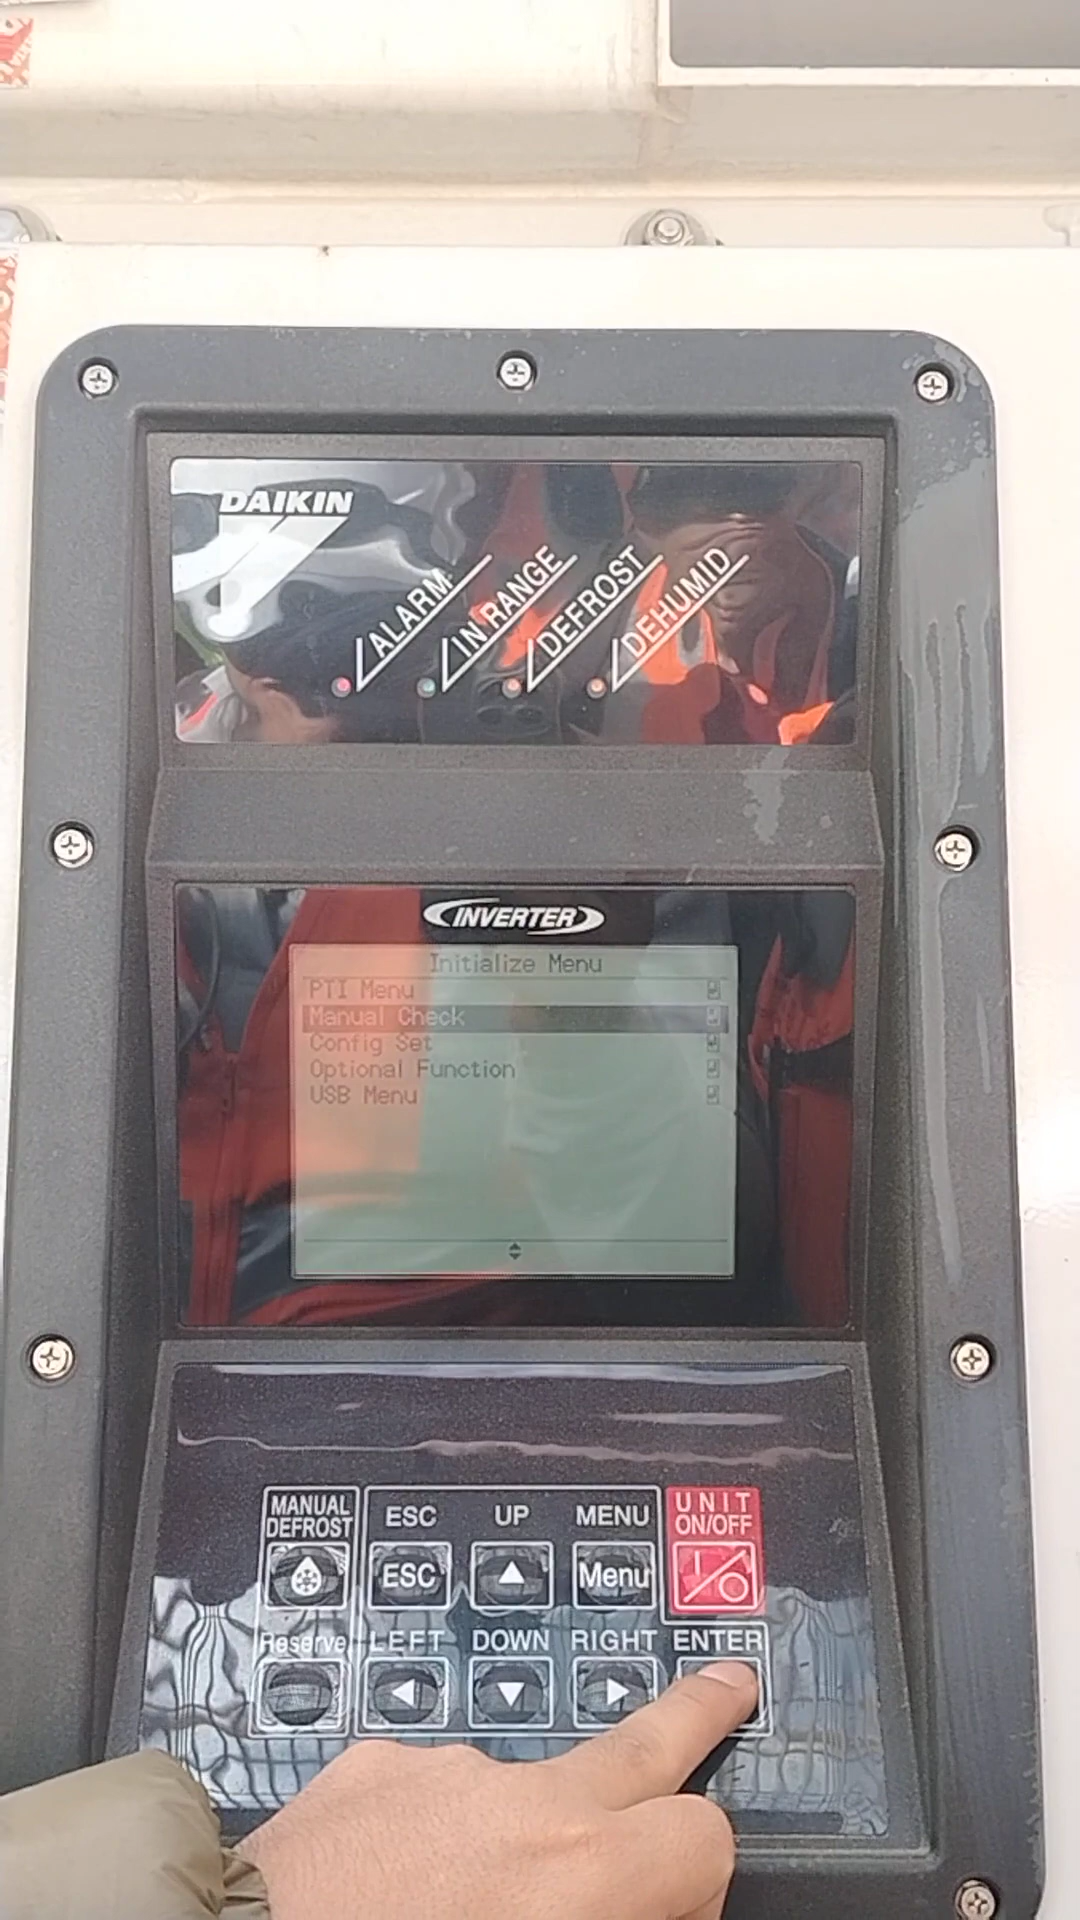 DAIKIN
ALARM
IN RANGE
DEFROST
DEHUMID
INVERTER
Initialize Menu
PTI Menu
Manual Check
Config Set
Optional Function
USB Menu
MANUAL DEFROST
ESC
UP
MENU
UNIT ON/OFF
ESC
Menu
Reserve
LEFT
DOWN
RIGHT
ENTER